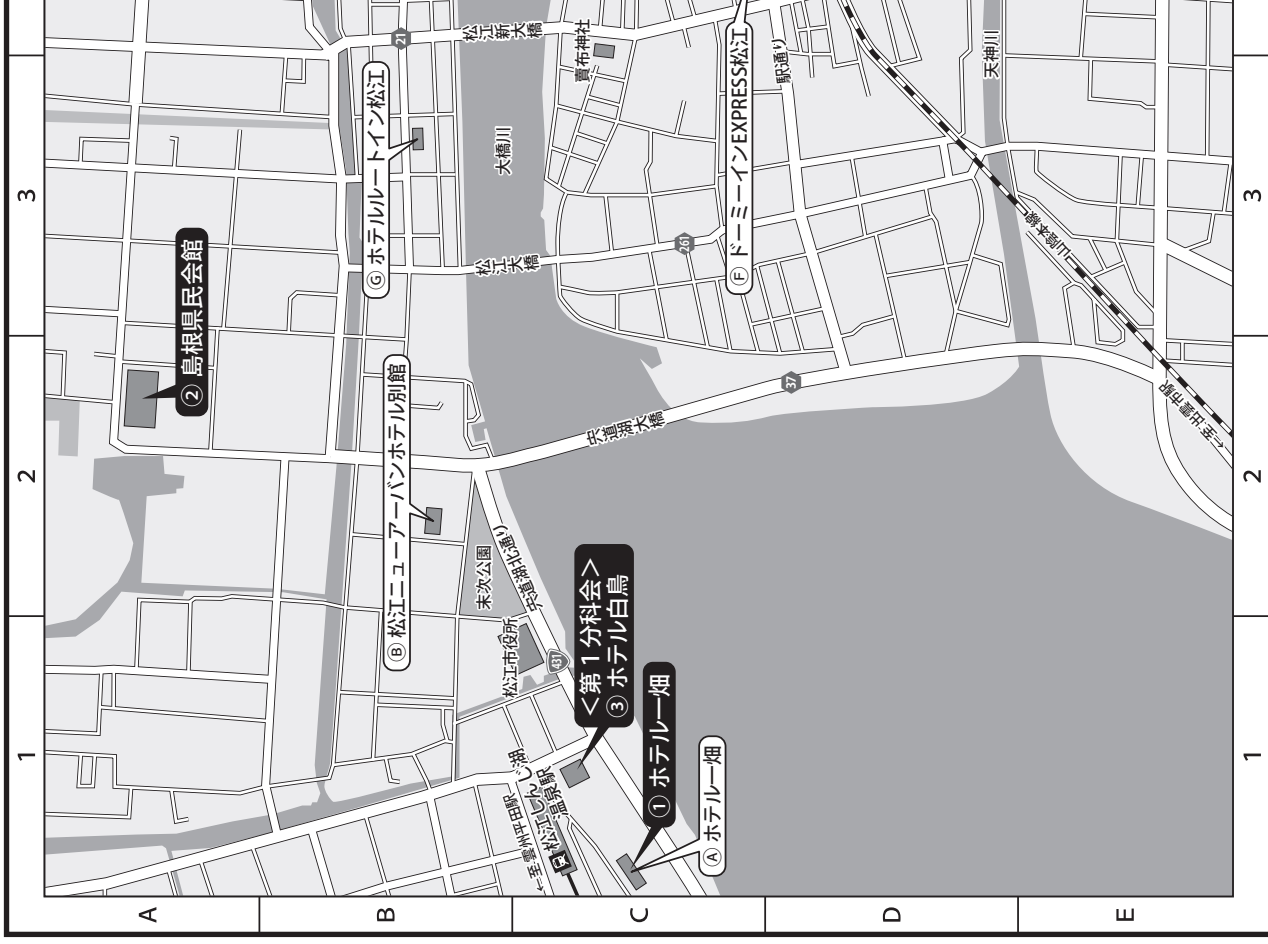 1
2
3
A
B
C
D
E
1
2
3
② 島根県民会館
Ⓖ ホテルルートイン松江
Ⓑ 松江ニューアーバンホテル別館
21
松江新大橋
大橋川
松江大橋
賣布神社
261
Ⓕ ドーミーインEXPRESS松江
駅通り
天神川
山陰本線
←至出雲市駅
37
宍道湖大橋
末次公園
宍道湖北通り
松江市役所
431
＜第１分科会＞
③ ホテル白鳥
① ホテル一畑
Ⓐ ホテル一畑
←至雲州平田駅
松江しんじ湖
温泉駅